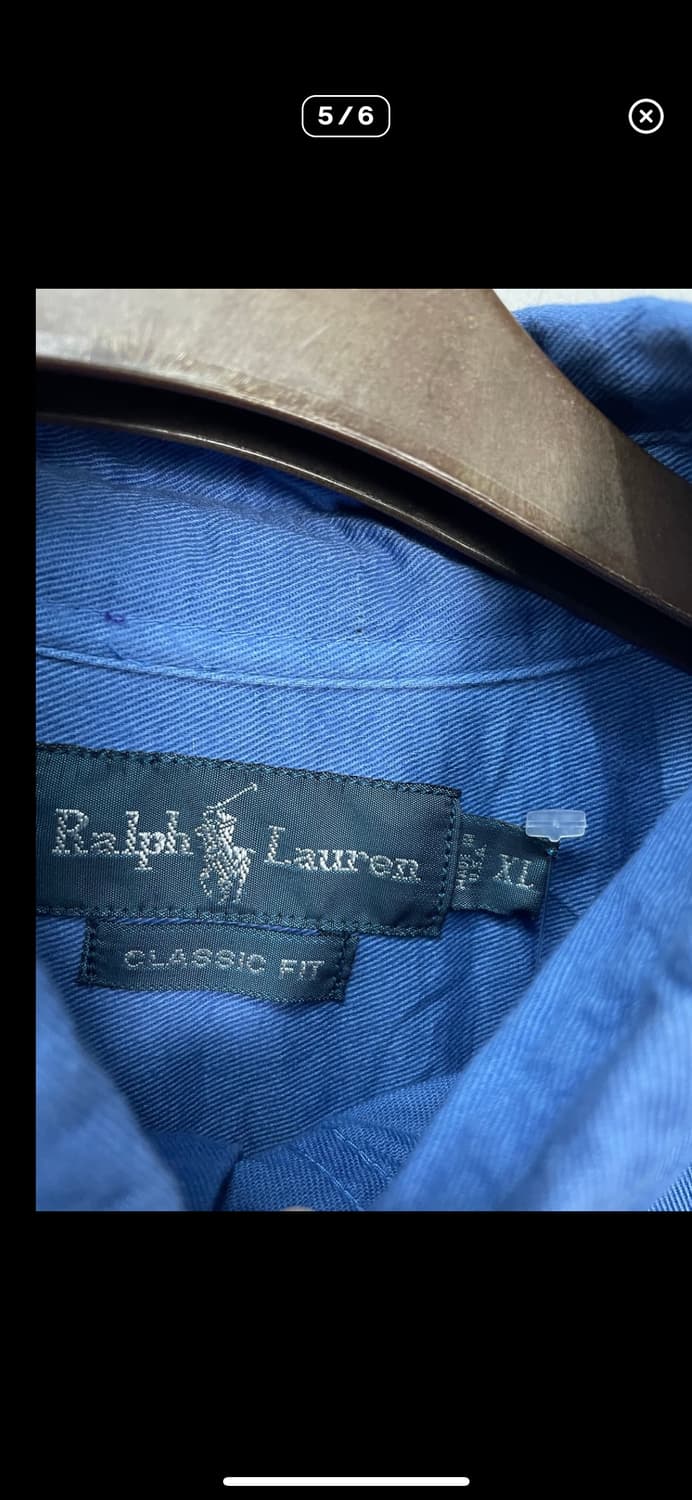 5/6
Ralph Lauren
XL
CLASSIC FIT